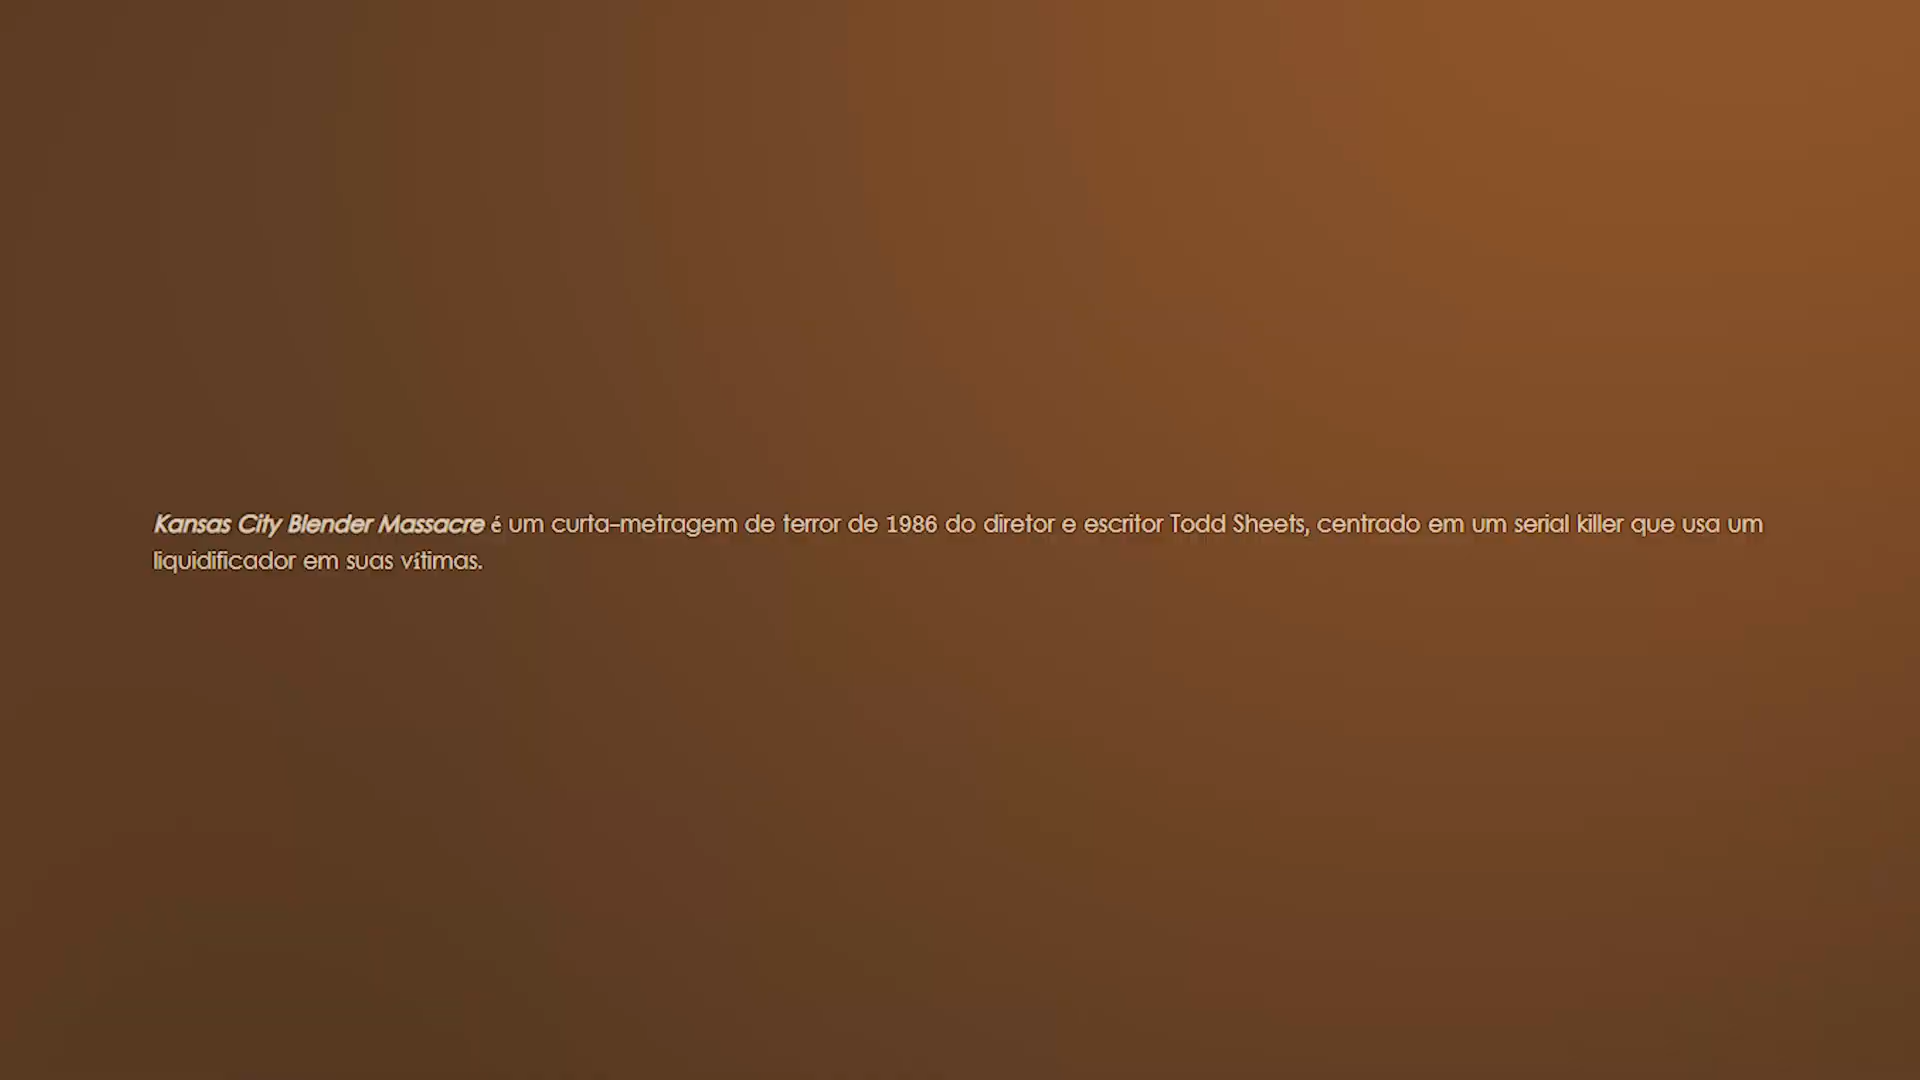 Kansas City Blender Massacre é um curta-metragem de terror de 1986 do diretor e escritor Todd Sheets, centrado em um serial killer que usa um
liquidificador em suas vítimas.